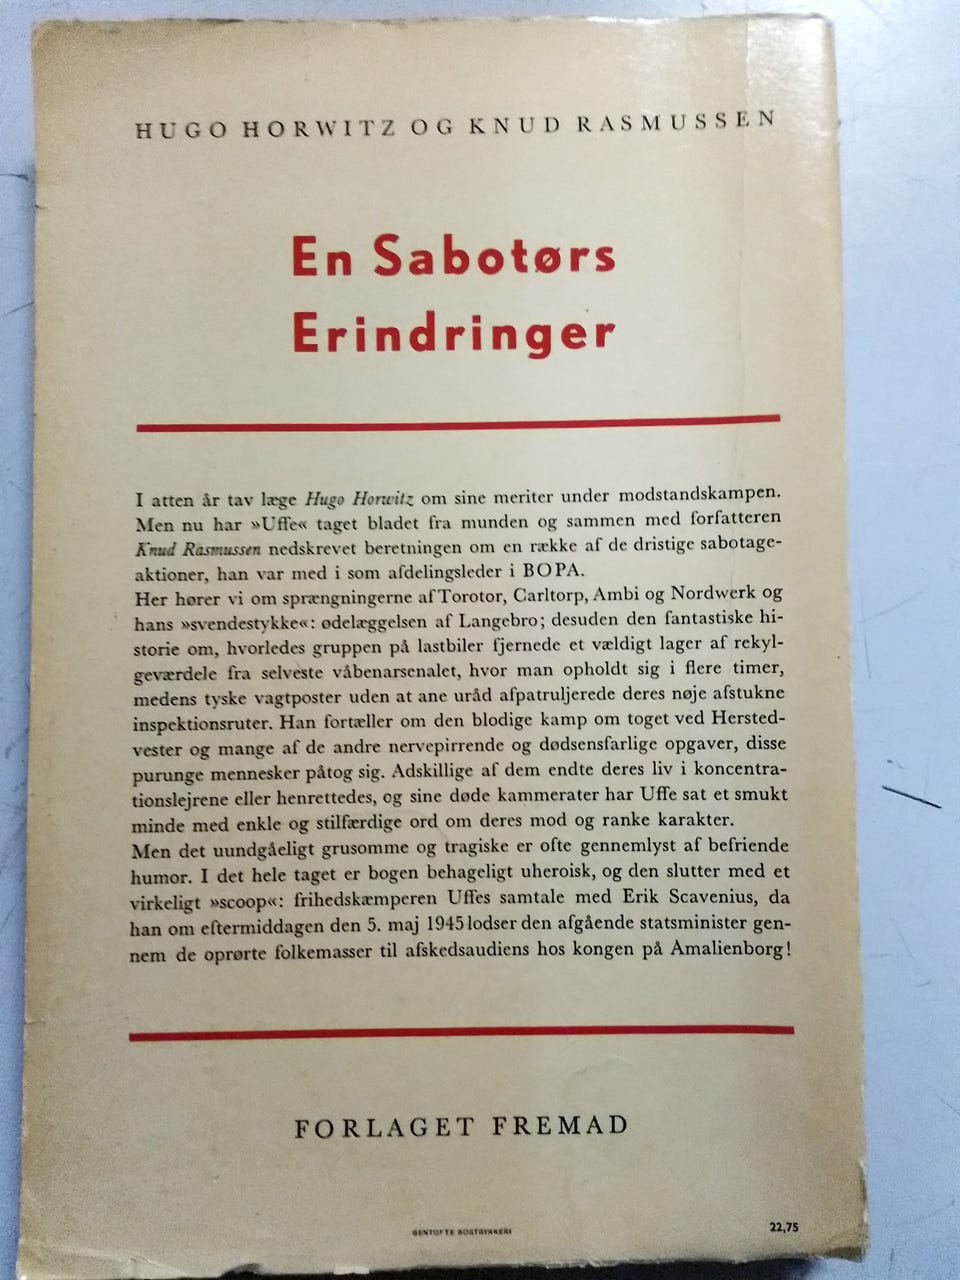 HUGO HORWITZ OG KNUD RASMUSSEN
En Sabotørs
Erindringer
I atten år tav læge Hugo Horwitz om sine meriter under modstandskampen.
Men nu har »Uffe« taget bladet fra munden og sammen med forfatteren
Knud Rasmussen nedskrevet beretningen om en række af de dristige sabotage-
aktioner, han var med i som afdelingsleder i BOPA.
Her hører vi om sprængningerne af Torotor, Carltorp, Ambi og Nordwerk og
hans »svendestykke«: ødelæggelsen af Langebro; desuden den fantastiske hi-
storie om, hvorledes gruppen på lastbiler fjernede et vældigt lager af rekyl-
geværdele fra selveste våbenarsenalet, hvor man opholdt sig i flere timer,
medens tyske vagtposter uden at ane uråd afpatruljerede deres nøje afstukne
inspektionsruter. Han fortæller om den blodige kamp om toget ved Hersted-
vester og mange af de andre nervepirrende og dødsensfarlige opgaver, disse
purunge mennesker påtog sig. Adskillige af dem endte deres liv i koncentra-
tionslejrene eller henrettedes, og sine døde kammerater har Uffe sat et smukt
minde med enkle og stilfærdige ord om deres mod og ranke karakter.
Men det uundgåeligt grusomme og tragiske er ofte gennemlyst af befriende
humor. I det hele taget er bogen behageligt uheroisk, og den slutter med et
virkeligt »scoop«: frihedskæmperen Uffes samtale med Erik Scavenius, da
han om eftermiddagen den 5. maj 1945 lodser den afgående statsminister gen-
nem de oprørte folkemasser til afskedsaudiens hos kongen på Amalienborg!
FORLAGET FREMAD
GENTOFTE BOGTRYKKERI
22,75